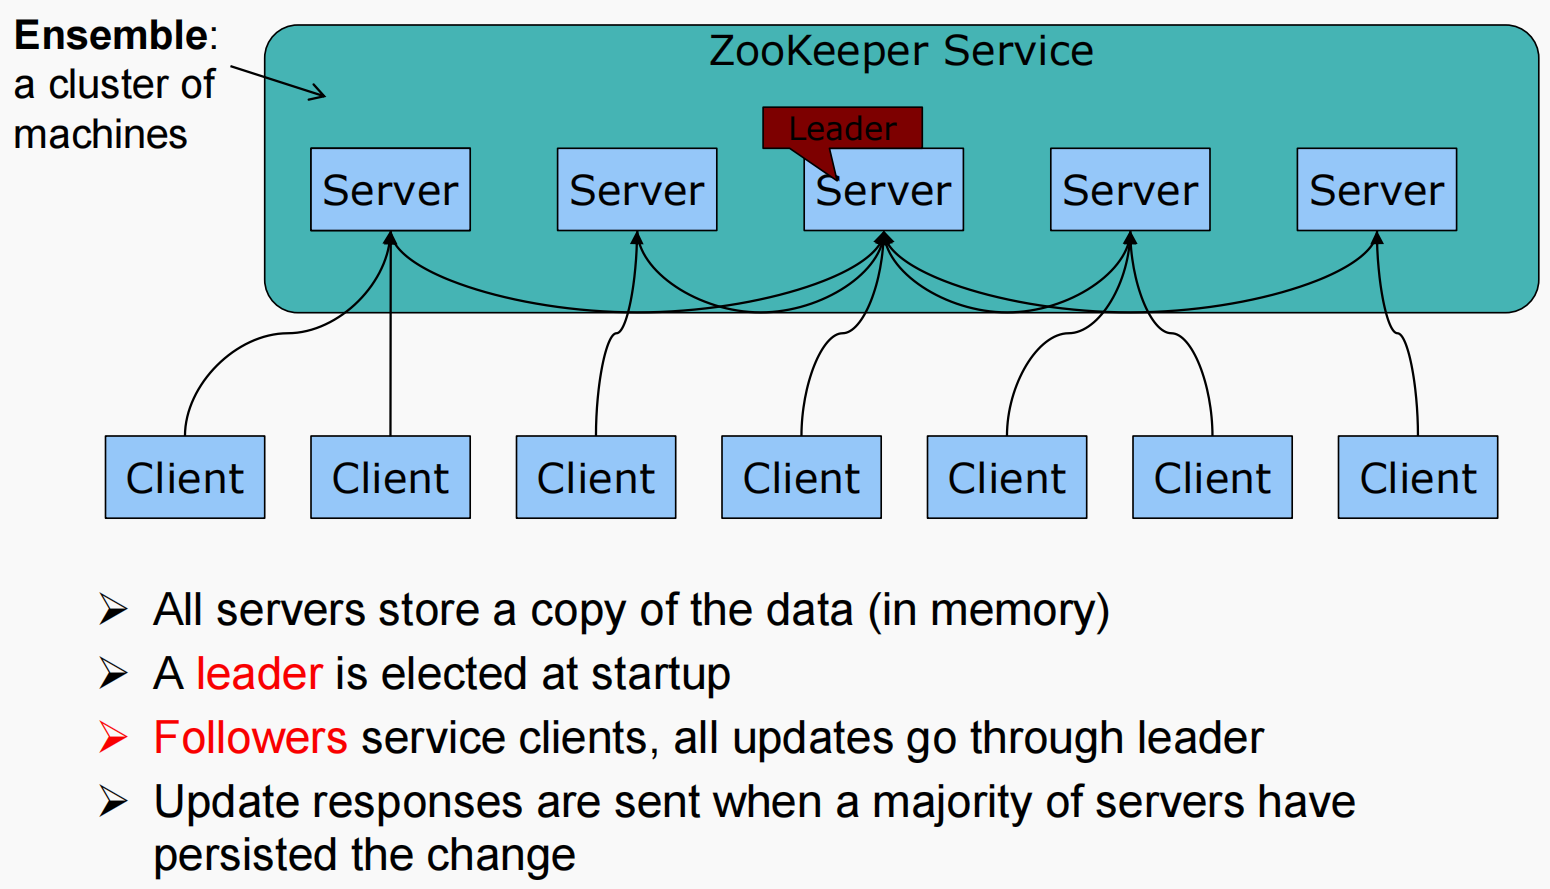 Ensemble:
a cluster of
machines
ZooKeeper Service
Leader
Server
Server
Server
Server
Server
Client
Client
Client
Client
Client
Client
Client
➢ All servers store a copy of the data (in memory)
➢ A leader is elected at startup
➢ Followers service clients, all updates go through leader
➢ Update responses are sent when a majority of servers have
persisted the change